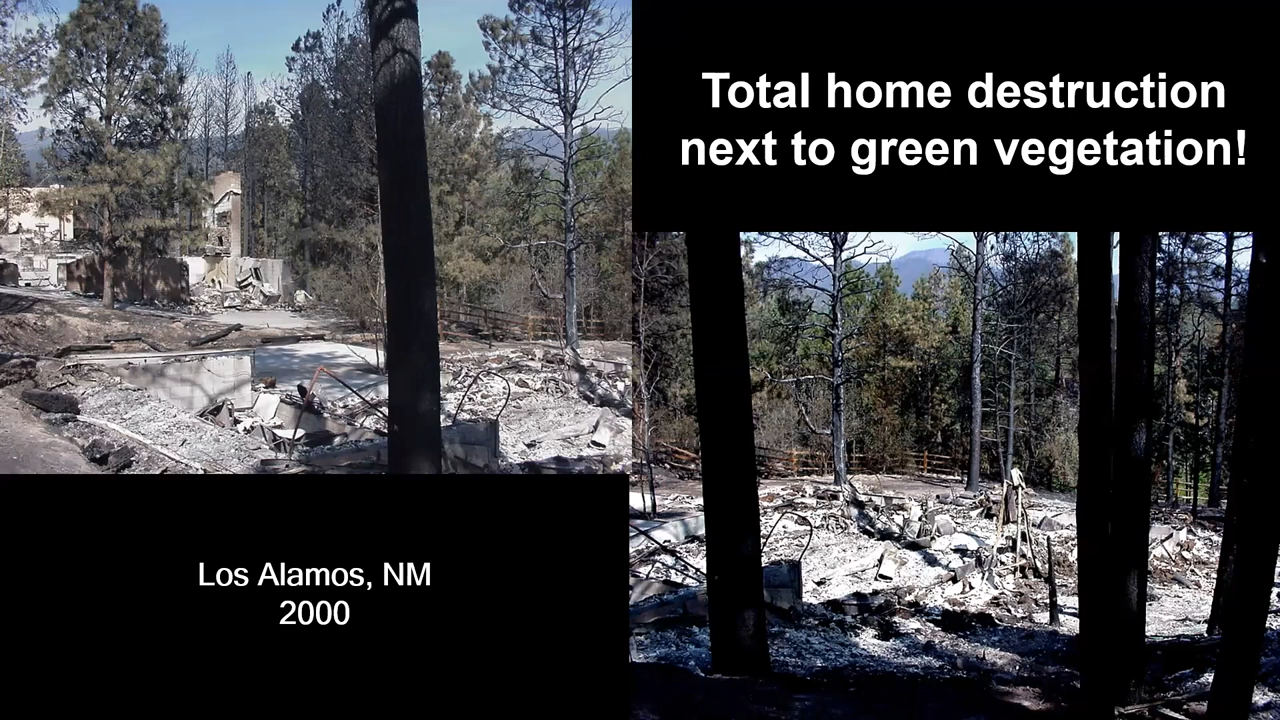 Total home destruction
next to green vegetation!
Los Alamos, NM
2000